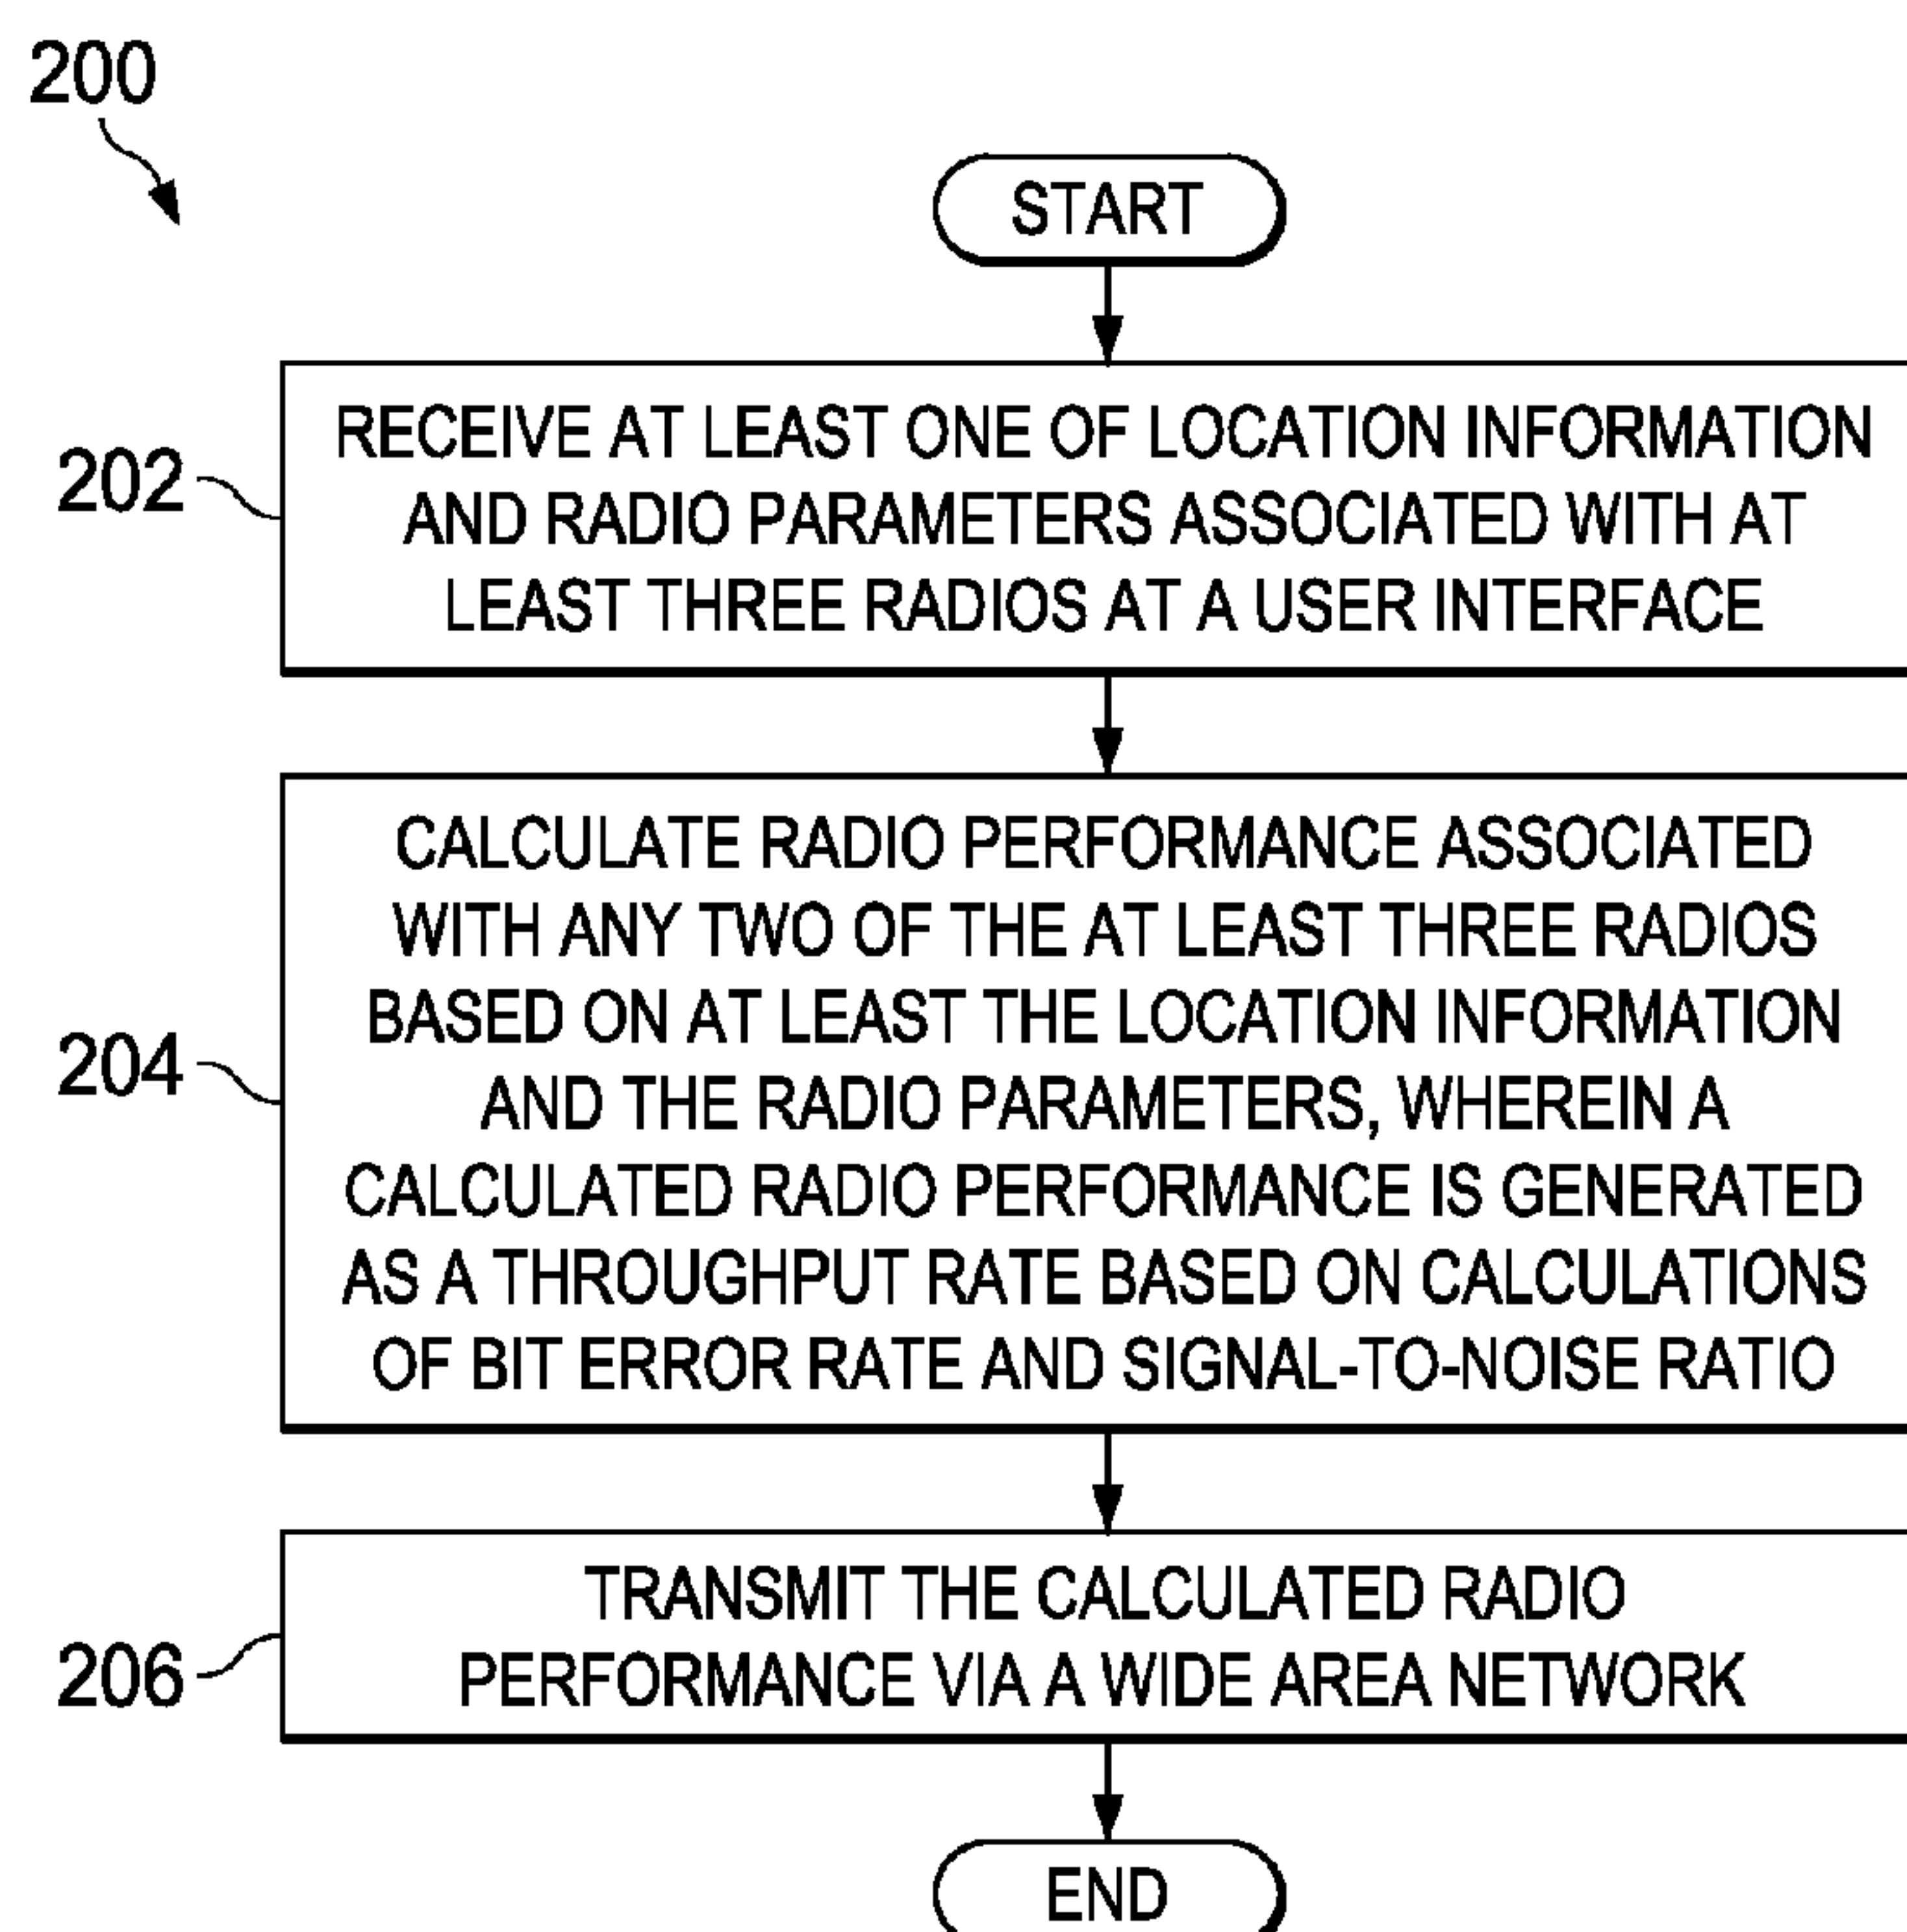 200
START
202
RECEIVE AT LEAST ONE OF LOCATION INFORMATION
AND RADIO PARAMETERS ASSOCIATED WITH AT
LEAST THREE RADIOS AT A USER INTERFACE
204
CALCULATE RADIO PERFORMANCE ASSOCIATED
WITH ANY TWO OF THE AT LEAST THREE RADIOS
BASED ON AT LEAST THE LOCATION INFORMATION
AND THE RADIO PARAMETERS, WHEREIN A
CALCULATED RADIO PERFORMANCE IS GENERATED
AS A THROUGHPUT RATE BASED ON CALCULATIONS
OF BIT ERROR RATE AND SIGNAL-TO-NOISE RATIO
206
TRANSMIT THE CALCULATED RADIO
PERFORMANCE VIA A WIDE AREA NETWORK
END